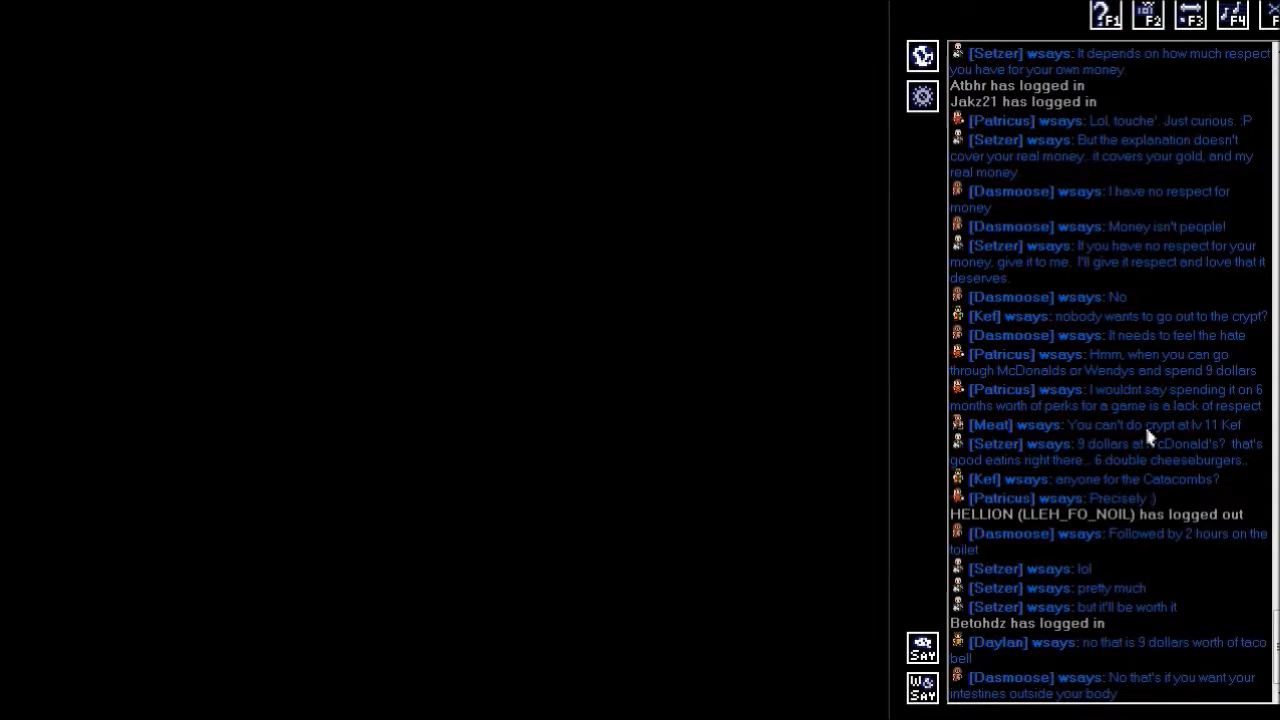 ?F1 F2 F3 F4 F
[Setzer] wsays: It depends on how much respect
you have for your own money.
Atbhr has logged in
Jakz21 has logged in
[Patricus] wsays: Lol, touche'. Just curious. :P
[Setzer] wsays: But the explanation doesn't
cover your real money.. it covers your gold, and my
real money.
[Dasmoose] wsays: I have no respect for
money
[Dasmoose] wsays: Money isn't people!
[Setzer] wsays: If you have no respect for your
money, give it to me. I'll give it respect and love that it
deserves.
[Dasmoose] wsays: No
[Kef] wsays: nobody wants to go out to the crypt?
[Dasmoose] wsays: It needs to feel the hate
[Patricus] wsays: Hmm, when you can go
through McDonalds or Wendys and spend 9 dollars
[Patricus] wsays: I wouldnt say spending it on 6
months worth of perks for a game is a lack of respect
[Meat] wsays: You can't do crypt at lv 11 Kef
[Setzer] wsays: 9 dollars at McDonald's? that's
good eatins right there... 6 double cheeseburgers..
[Kef] wsays: anyone for the Catacombs?
[Patricus] wsays: Precisely :)
HELLION (LLEH_FO_NOIL) has logged out
[Dasmoose] wsays: Followed by 2 hours on the
toilet
[Setzer] wsays: lol
[Setzer] wsays: pretty much
[Setzer] wsays: but it'll be worth it
Betohdz has logged in
[Daylan] wsays: no that is 9 dollars worth of taco
bell
[Dasmoose] wsays: No that's if you want your
intestines outside your body
SAY
W SAY